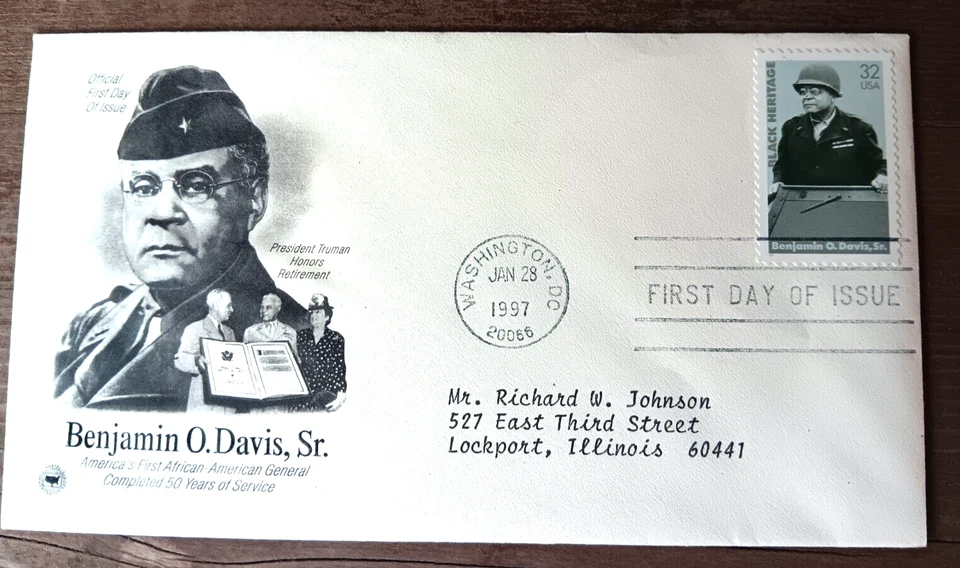 Official
First Day
Of Issue
President Truman
Honors
Retirement
Benjamin O. Davis, Sr.
America's First African-American General
Completed 50 Years of Service
BLACK HERITAGE
32
USA
Benjamin O. Davis, Sr.
WASHINGTON, DC
JAN 28
1997
20066
FIRST DAY OF ISSUE
Mr. Richard W. Johnson
527 East Third Street
Lockport, Illinois 60441